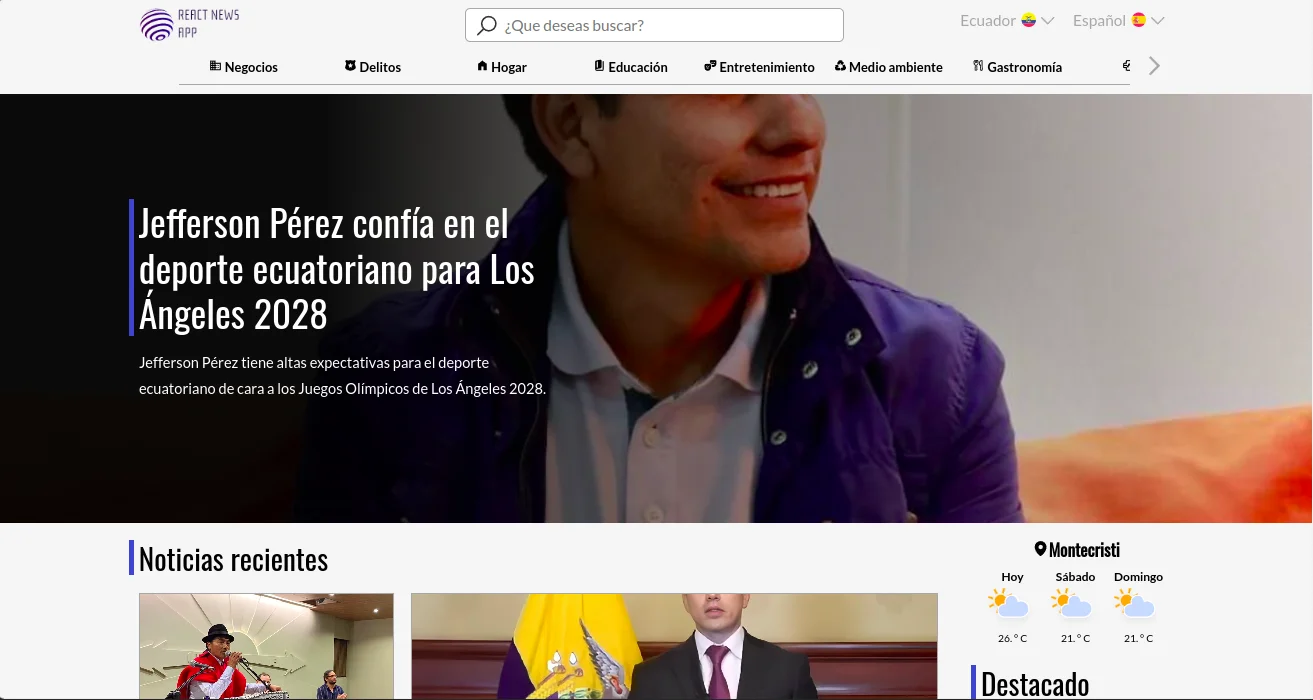 REACT NEWS
APP
¿Que deseas buscar?
Ecuador
Español
Negocios
Delitos
Hogar
Educación
Entretenimiento
Medio ambiente
Gastronomía
Jefferson Pérez confía en el
deporte ecuatoriano para Los
Ángeles 2028
Jefferson Pérez tiene altas expectativas para el deporte
ecuatoriano de cara a los Juegos Olímpicos de Los Ángeles 2028.
Noticias recientes
Montecristi
Hoy
Sábado
Domingo
26.° C
21.° C
21.° C
Destacado